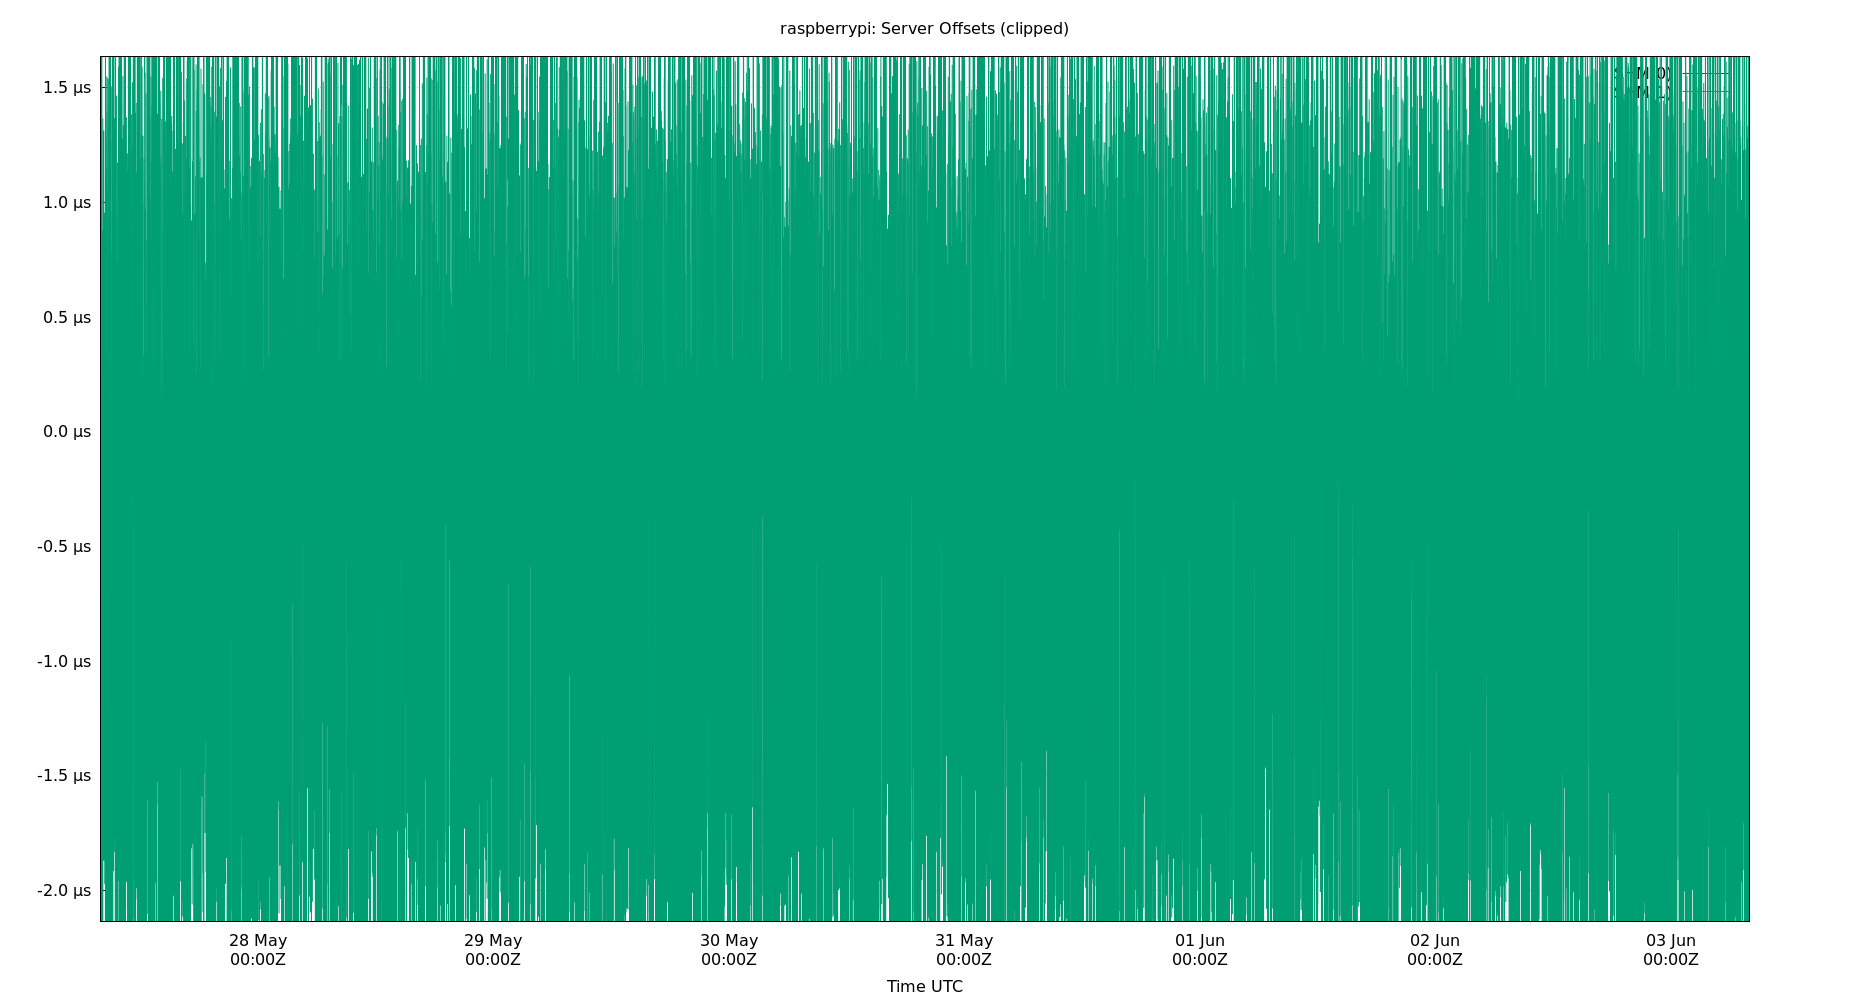 raspberrypi: Server Offsets (clipped)
1.5 µs
1.0 µs
0.5 µs
0.0 µs
-0.5 µs
-1.0 µs
-1.5 µs
-2.0 µs
28 May
00:00Z
29 May
00:00Z
30 May
00:00Z
31 May
00:00Z
01 Jun
00:00Z
02 Jun
00:00Z
03 Jun
00:00Z
Time UTC